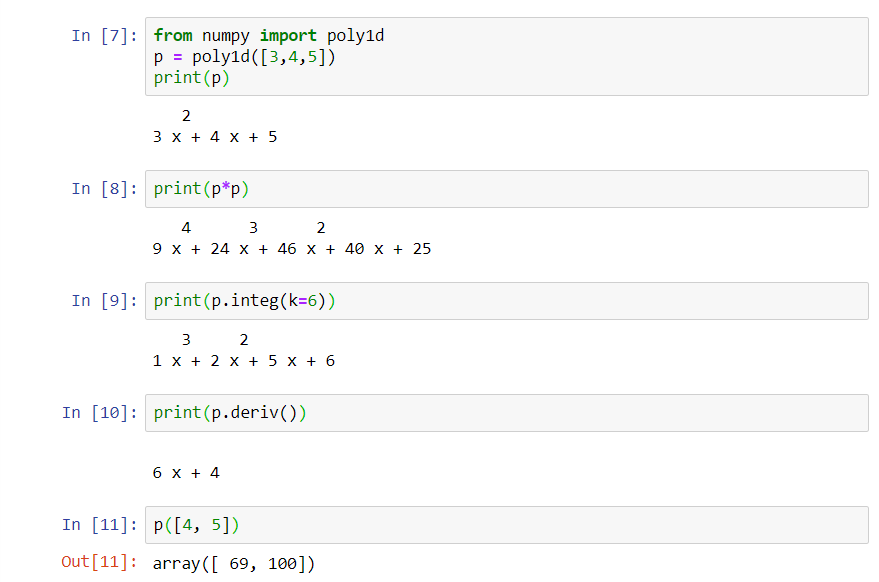 In [7]: from numpy import poly1d
p = poly1d([3,4,5])
print(p)
   2
3 x + 4 x + 5
In [8]: print(p*p)
   4      3      2
9 x + 24 x + 46 x + 40 x + 25
In [9]: print(p.integ(k=6))
   3     2
1 x + 2 x + 5 x + 6
In [10]: print(p.deriv())
6 x + 4
In [11]: p([4, 5])
Out[11]: array([ 69, 100])